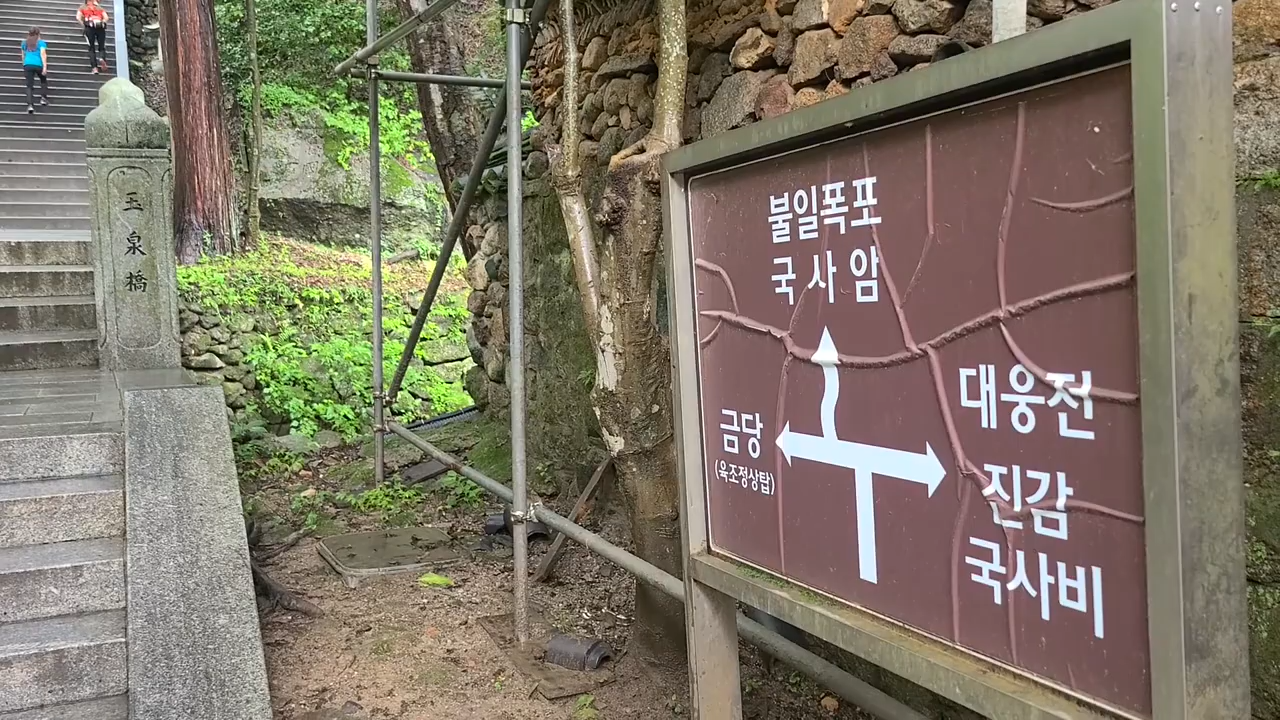 玉泉橋
불일폭포
국사암
금당
(육조정상탑)
대웅전
진감
국사비